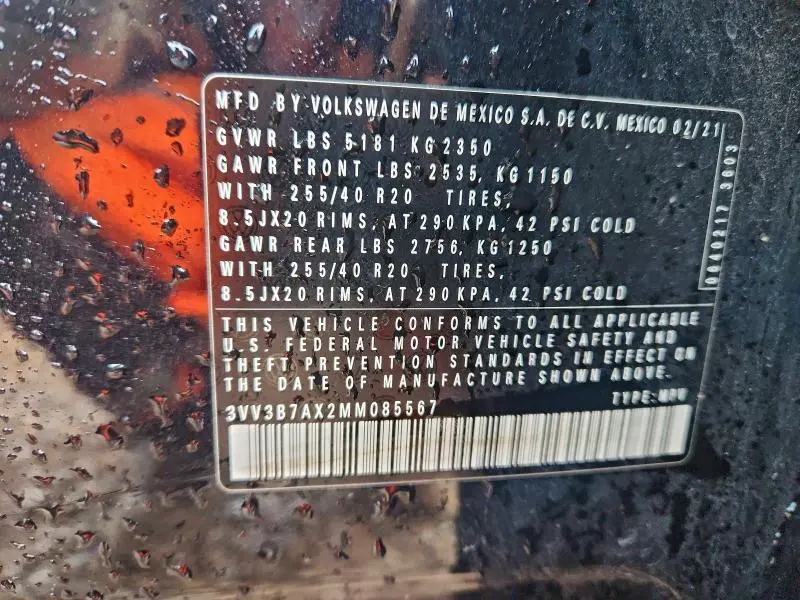 MFD BY VOLKSWAGEN DE MEXICO S.A. DE C.V. MEXICO 02/21
GVWR LBS 5181 KG 2350
GAWR FRONT LBS 2535, KG 1150
WITH 255/40 R20 TIRES,
8.5JX20 RIMS, AT 290 KPA, 42 PSI COLD
GAWR REAR LBS 2756, KG 1250
WITH 255/40 R20 TIRES,
8.5JX20 RIMS, AT 290 KPA, 42 PSI COLD
THIS VEHICLE CONFORMS TO ALL APPLICABLE
U.S. FEDERAL MOTOR VEHICLE SAFETY AND
THEFT PREVENTION STANDARDS IN EFFECT ON
THE DATE OF MANUFACTURE SHOWN ABOVE.
3VV3B7AX2MM085567 TYPE:MPV